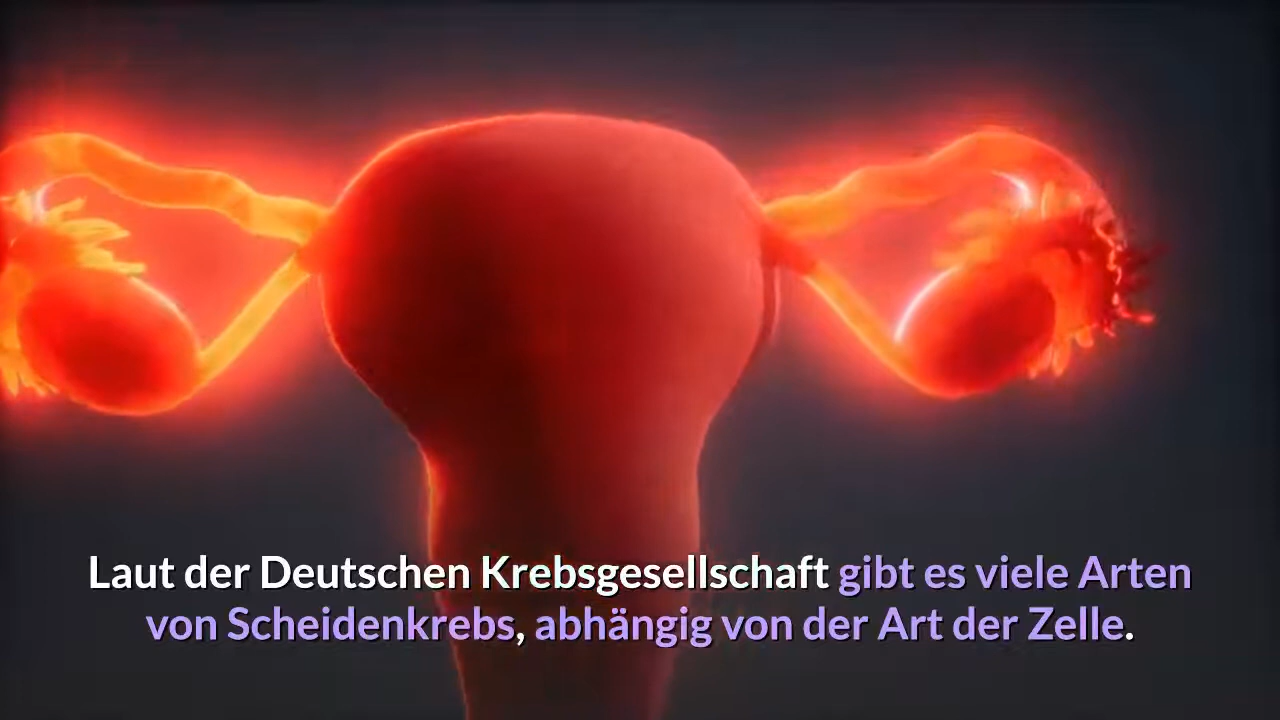 Laut der Deutschen Krebsgesellschaft gibt es viele Arten
von Scheidenkrebs, abhängig von der Art der Zelle.